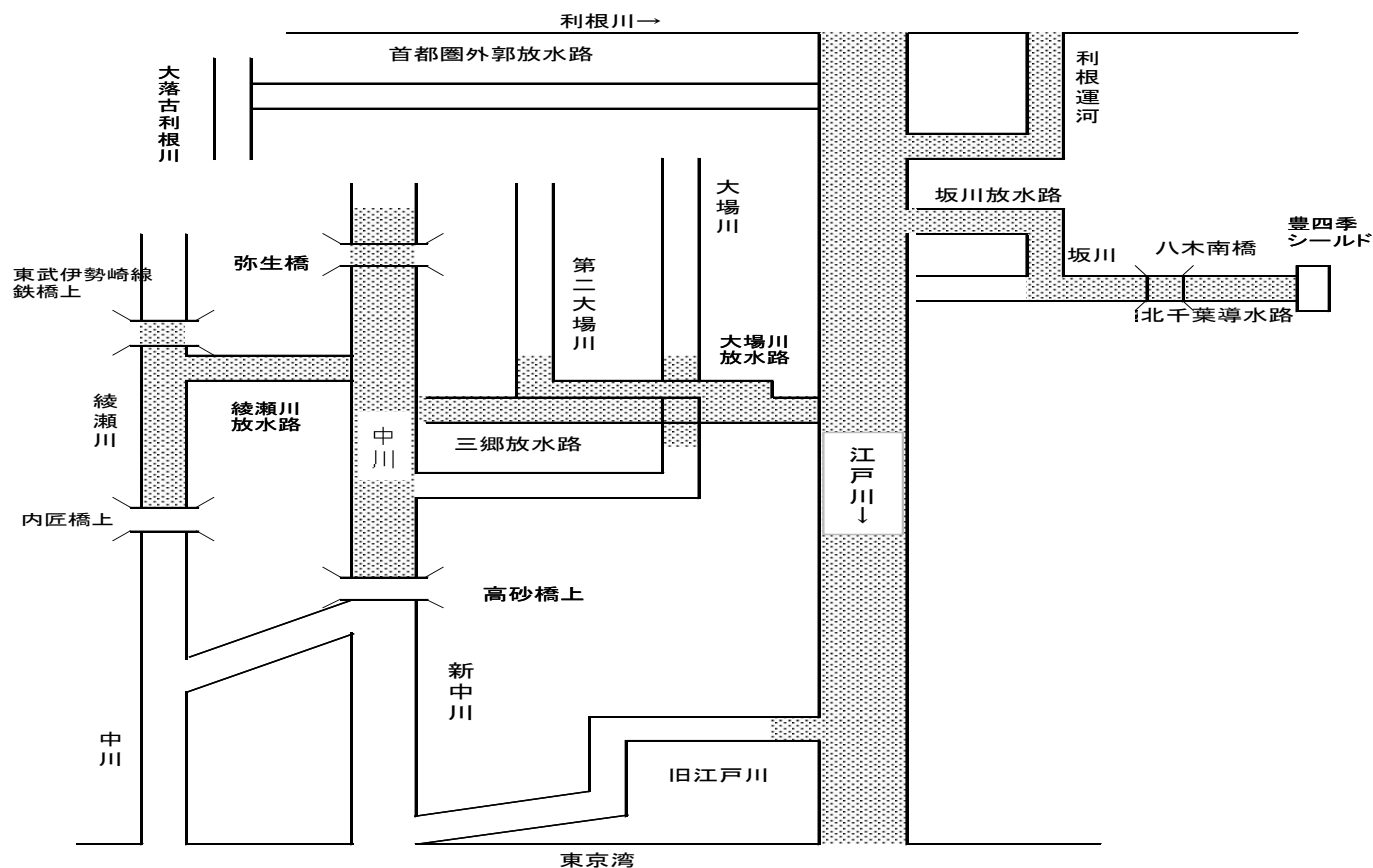 利根川→
首都圏外郭放水路
大落古利根川
利根運河
大場川
坂川放水路
豊四季
シールド
坂川
八木南橋
北千葉導水路
弥生橋
第二大場川
東武伊勢崎線
鉄橋上
大場川
放水路
綾瀬川
綾瀬川
放水路
中川
三郷放水路
江戸川→
内匠橋上
高砂橋上
新中川
中川
旧江戸川
東京湾